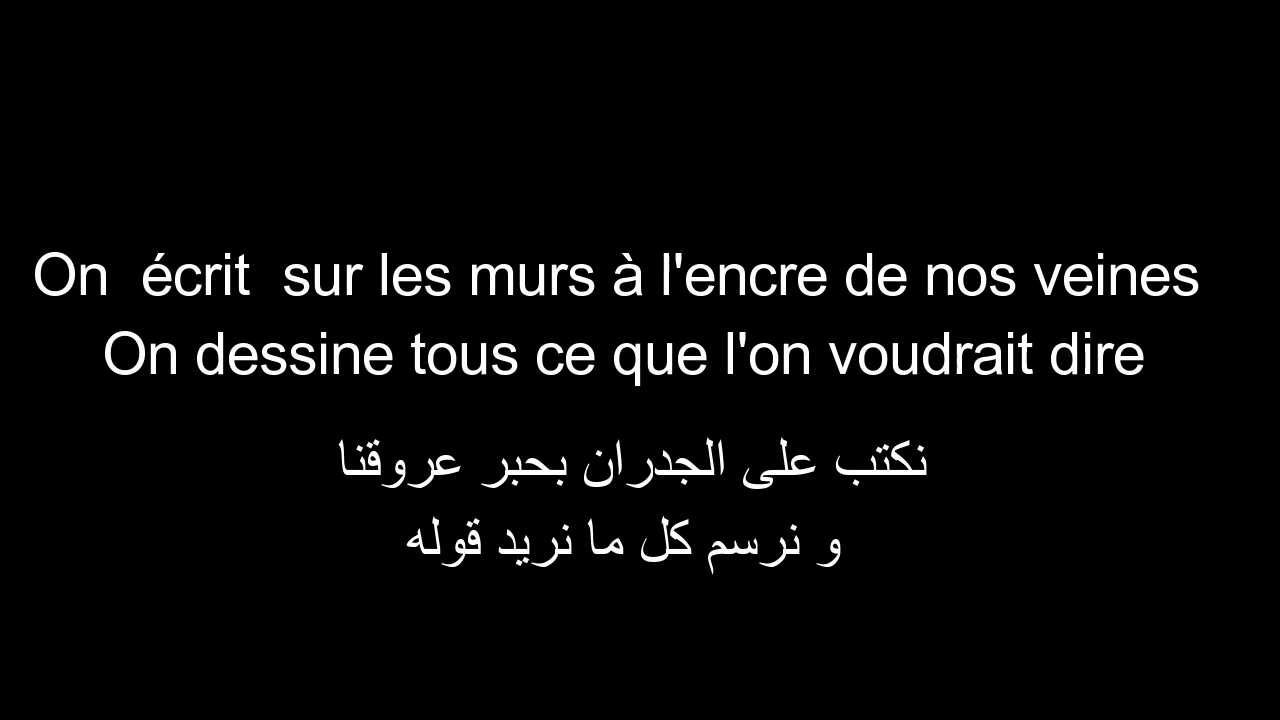 On  écrit  sur les murs à l'encre de nos veines
On dessine tous ce que l'on voudrait dire
نكتب على الجدران بحبر عروقنا
و نرسم كل ما نريد قوله